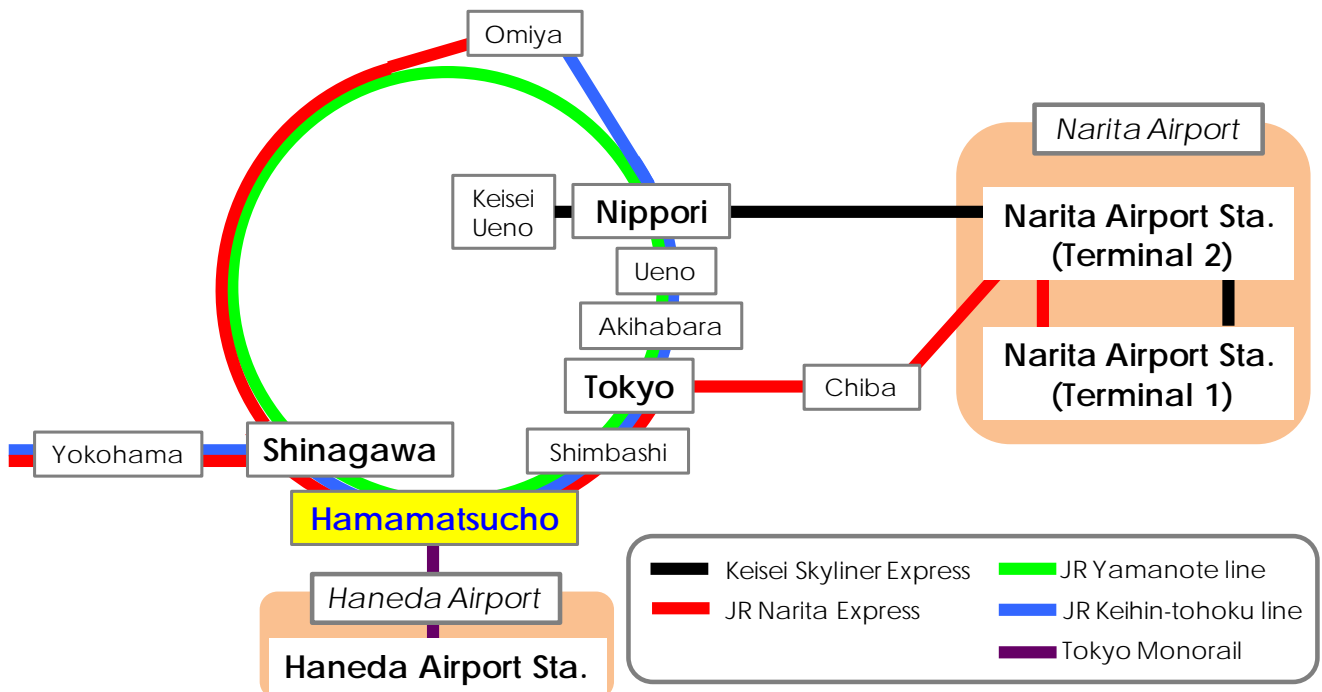 Omiya
Narita Airport
Keisei
Ueno
Nippori
Narita Airport Sta.
(Terminal 2)
Ueno
Akihabara
Narita Airport Sta.
(Terminal 1)
Tokyo
Chiba
Yokohama
Shinagawa
Shimbashi
Hamamatsucho
Haneda Airport
Haneda Airport Sta.
Keisei Skyliner Express
JR Narita Express
JR Yamanote line
JR Keihin-tohoku line
Tokyo Monorail